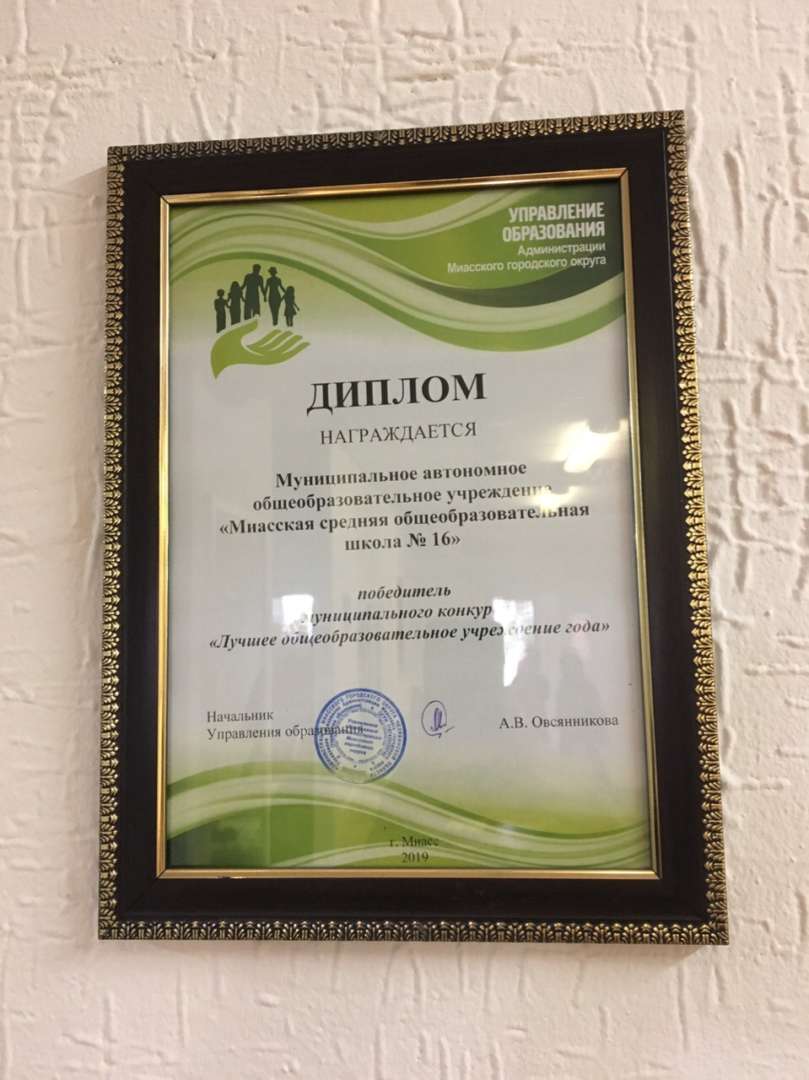 УПРАВЛЕНИЕ
ОБРАЗОВАНИЯ
Администрации
Миасского городского округа
ДИПЛОМ
НАГРАЖДАЕТСЯ
Муниципальное автономное
общеобразовательное учреждение
«Миасская средняя общеобразовательная
школа № 16»
победитель
муниципального конкурса
«Лучшее общеобразовательное учреждение года»
Начальник
Управления образования
А.В. Овсянникова
г. Миасс
2019